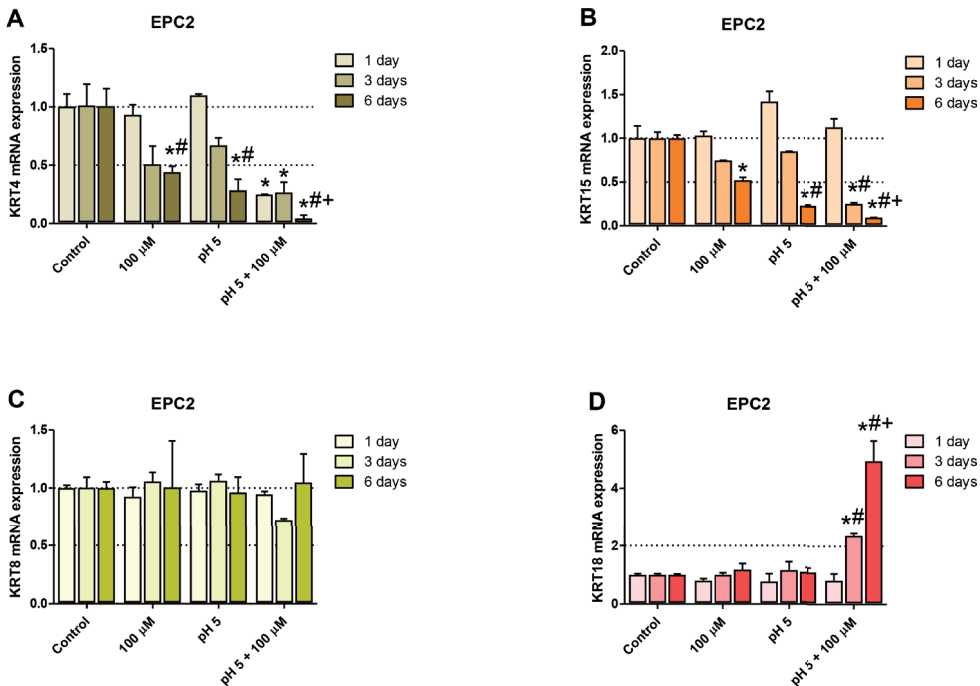 A
EPC2
KRT4 mRNA expression
1.5
1.0
0.5
0.0
*#
*#
*
*
*#+
Control
100 µM
pH 5
pH 5 + 100 µM
1 day
3 days
6 days
B
EPC2
KRT15 mRNA expression
2.0
1.5
1.0
0.5
0.0
*
*#
*#
*#+
Control
100 µM
pH 5
pH 5 + 100 µM
1 day
3 days
6 days
C
EPC2
KRT8 mRNA expression
1.5
1.0
0.5
0.0
Control
100 µM
pH 5
pH 5 + 100 µM
1 day
3 days
6 days
D
EPC2
KRT18 mRNA expression
6
4
2
0
*#
*#+
Control
100 µM
pH 5
pH 5 + 100 µM
1 day
3 days
6 days